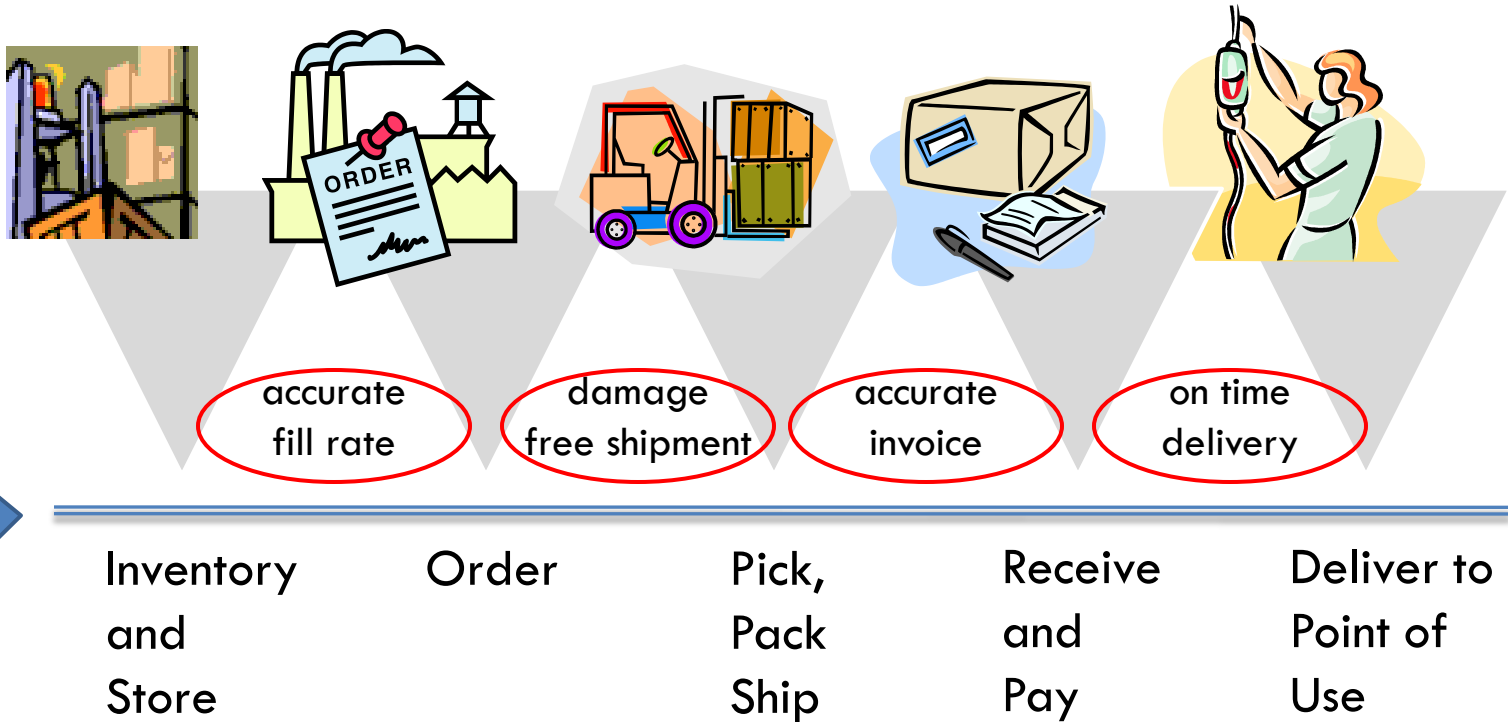 ORDER
accurate
fill rate
damage
free shipment
accurate
invoice
on time
delivery
Inventory
and
Store
Order
Pick,
Pack
Ship
Receive
and
Pay
Deliver to
Point of
Use